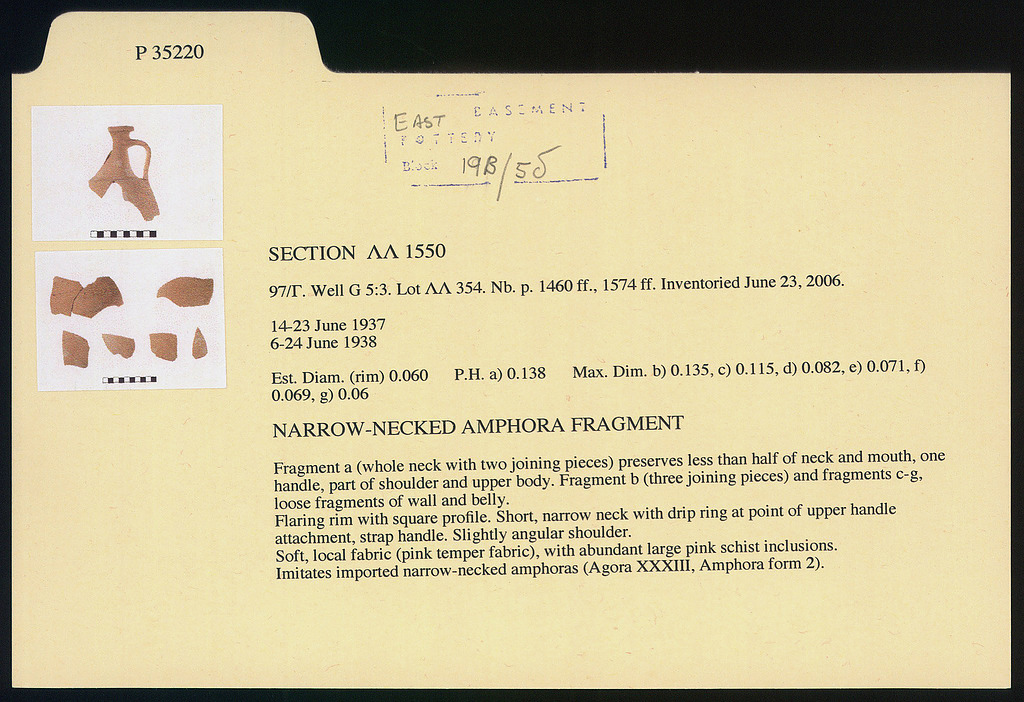 P 35220
EAST BASEMENT
POTTERY
Block 19B/55
SECTION ΛΛ 1550
97/Γ. Well G 5:3. Lot ΛΛ 354. Nb. p. 1460 ff., 1574 ff. Inventoried June 23, 2006.
14-23 June 1937
6-24 June 1938
Est. Diam. (rim) 0.060 P.H. a) 0.138 Max. Dim. b) 0.135, c) 0.115, d) 0.082, e) 0.071, f)
0.069, g) 0.06
NARROW-NECKED AMPHORA FRAGMENT
Fragment a (whole neck with two joining pieces) preserves less than half of neck and mouth, one
handle, part of shoulder and upper body. Fragment b (three joining pieces) and fragments c-g,
loose fragments of wall and belly.
Flaring rim with square profile. Short, narrow neck with drip ring at point of upper handle
attachment, strap handle. Slightly angular shoulder.
Soft, local fabric (pink temper fabric), with abundant large pink schist inclusions.
Imitates imported narrow-necked amphoras (Agora XXXIII, Amphora form 2).